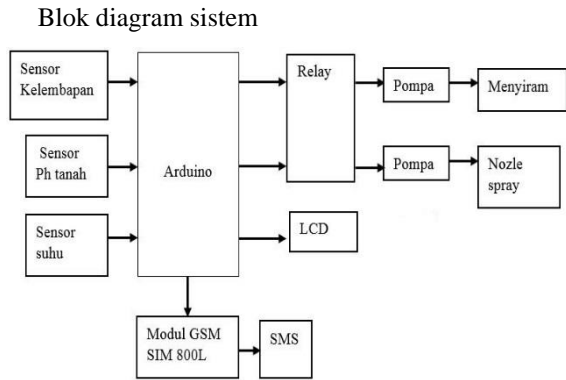 Blok diagram sistem
Sensor
Kelembapan
Sensor
Ph tanah
Sensor
suhu
Arduino
Relay
Pompa
Menyiram
Pompa
Nozle
spray
LCD
Modul GSM
SIM 800L
SMS